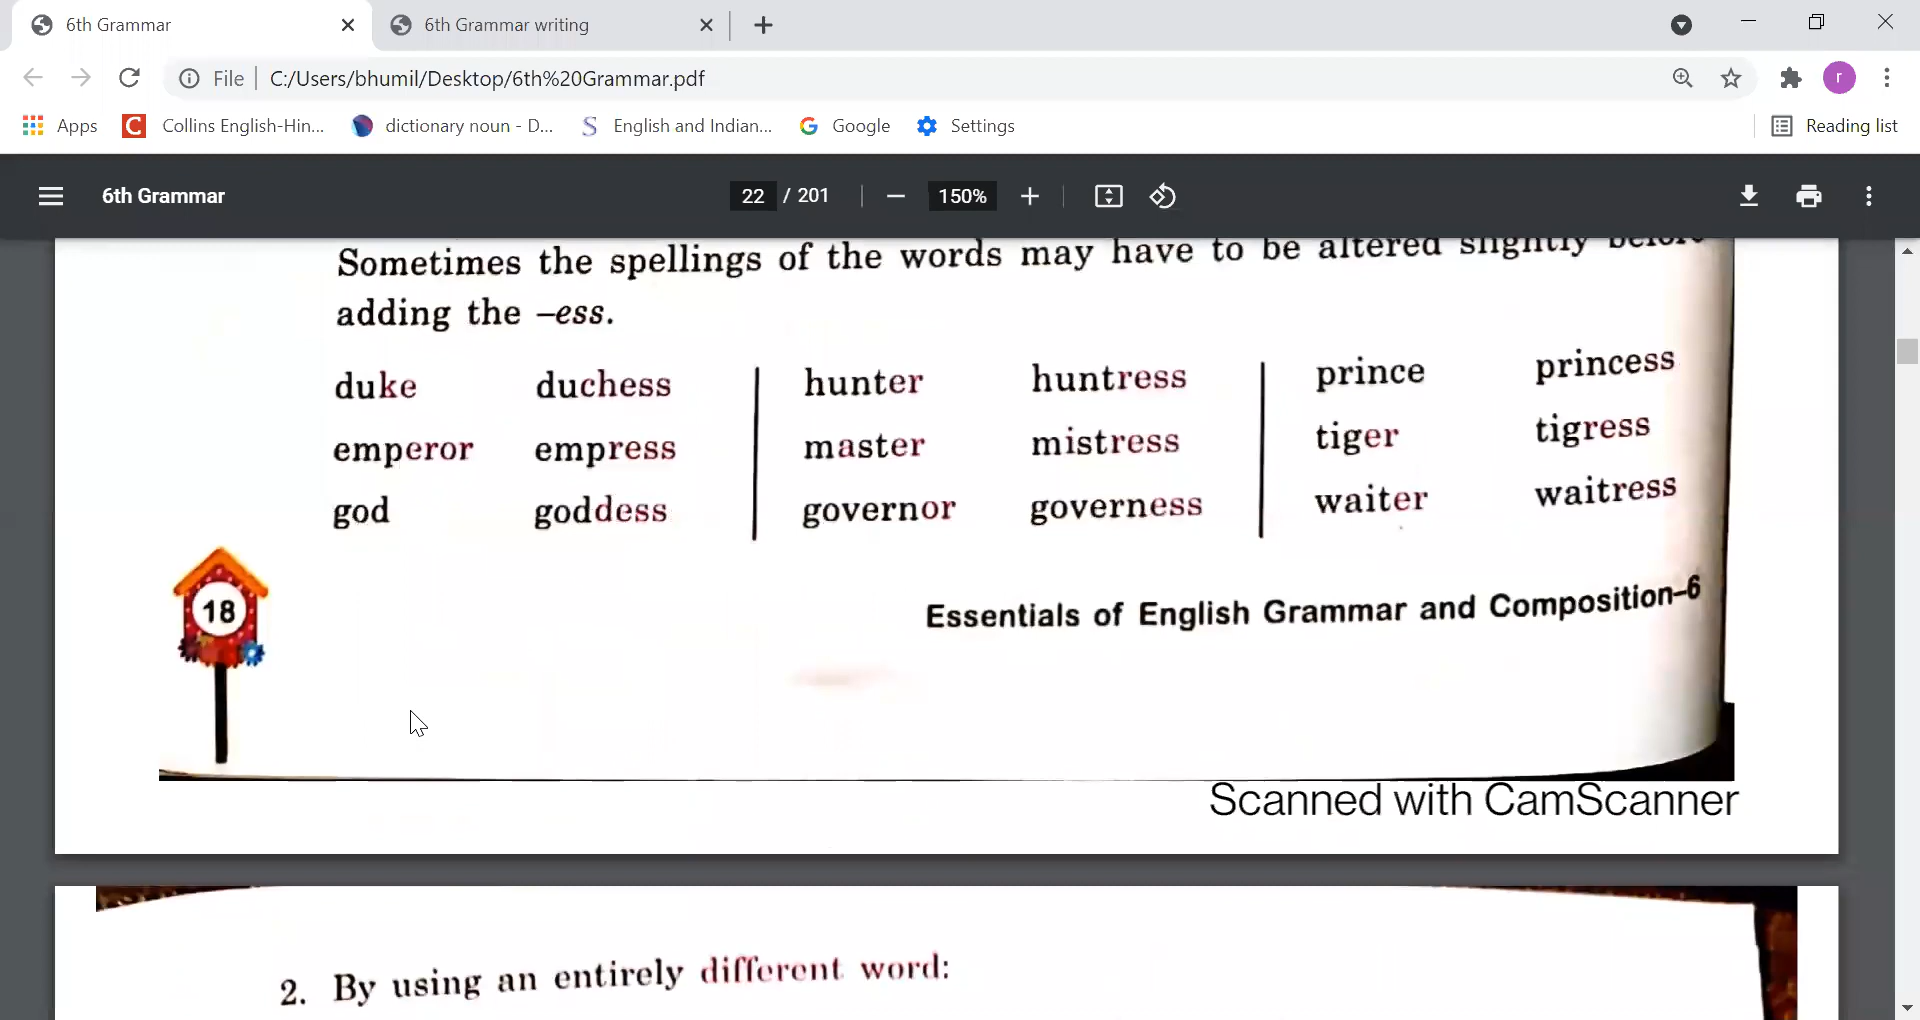 6th Grammar
6th Grammar writing
File C:/Users/bhumil/Desktop/6th%20Grammar.pdf
r
Apps Collins English-Hin... dictionary noun - D... English and Indian... Google Settings Reading list
6th Grammar 22 / 201 150%
Sometimes the spellings of the words may have to be altered slightly before
adding the –ess.
duke duchess hunter huntress prince princess
emperor empress master mistress tiger tigress
god goddess governor governess waiter waitress
18
Essentials of English Grammar and Composition–6
Scanned with CamScanner
2. By using an entirely different word: